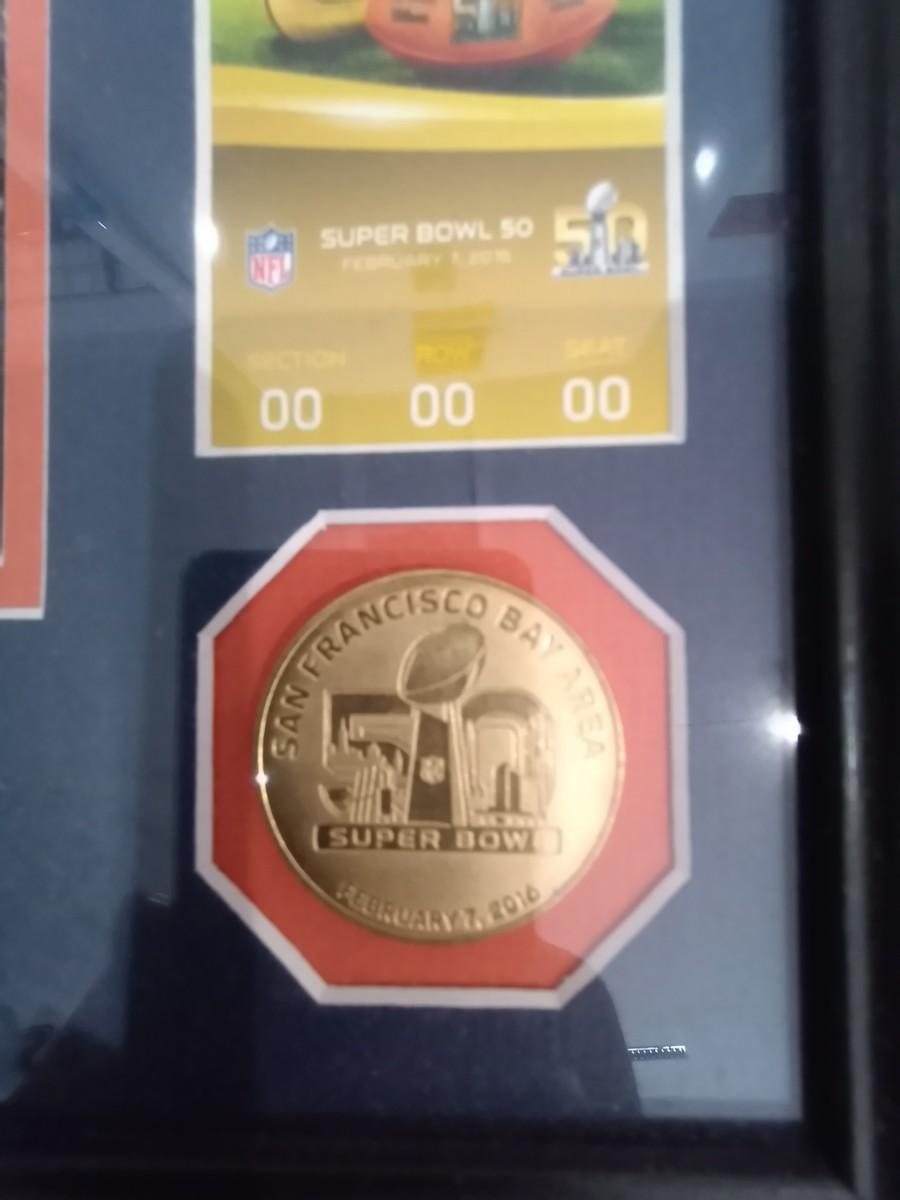 NFL
SUPER BOWL 50
50
FEBRUARY 7, 2016
SECTION
ROW
SEAT
00
00
00
SAN FRANCISCO BAY AREA
50
SUPER BOWL
FEBRUARY 7, 2016